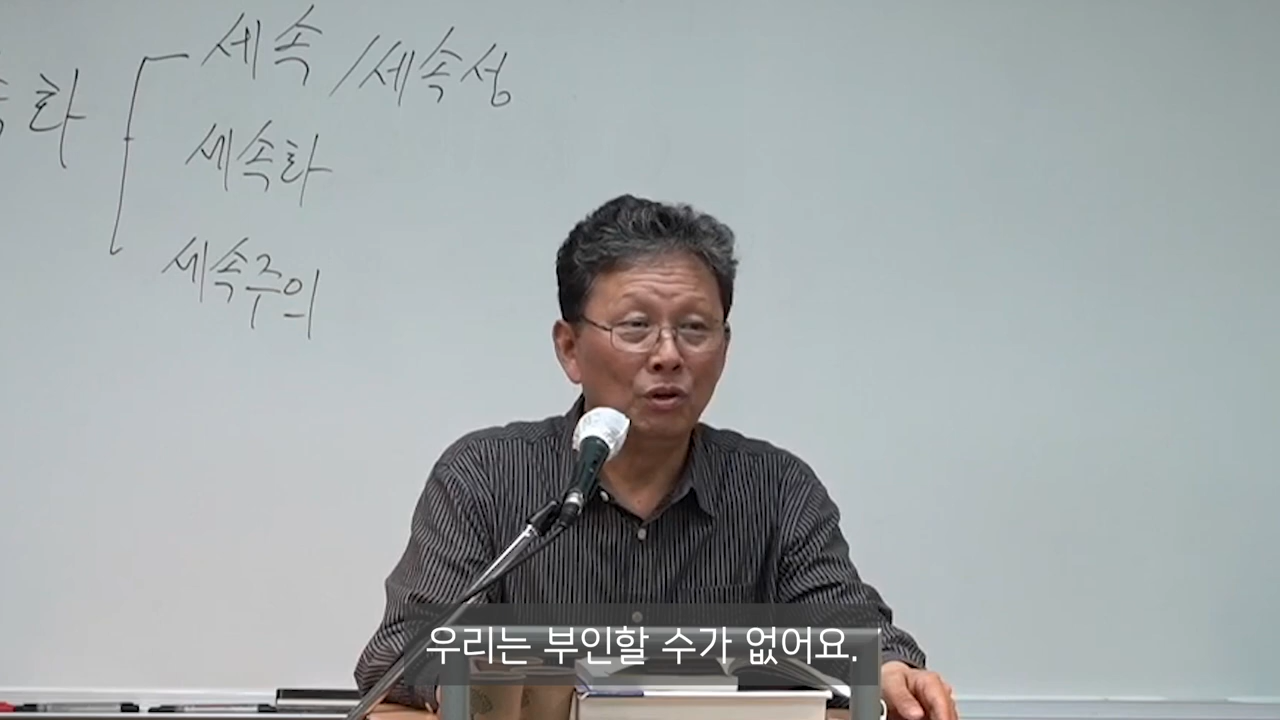 세속/세속성
화
세속화
세속주의
우리는 부인할 수가 없어요.